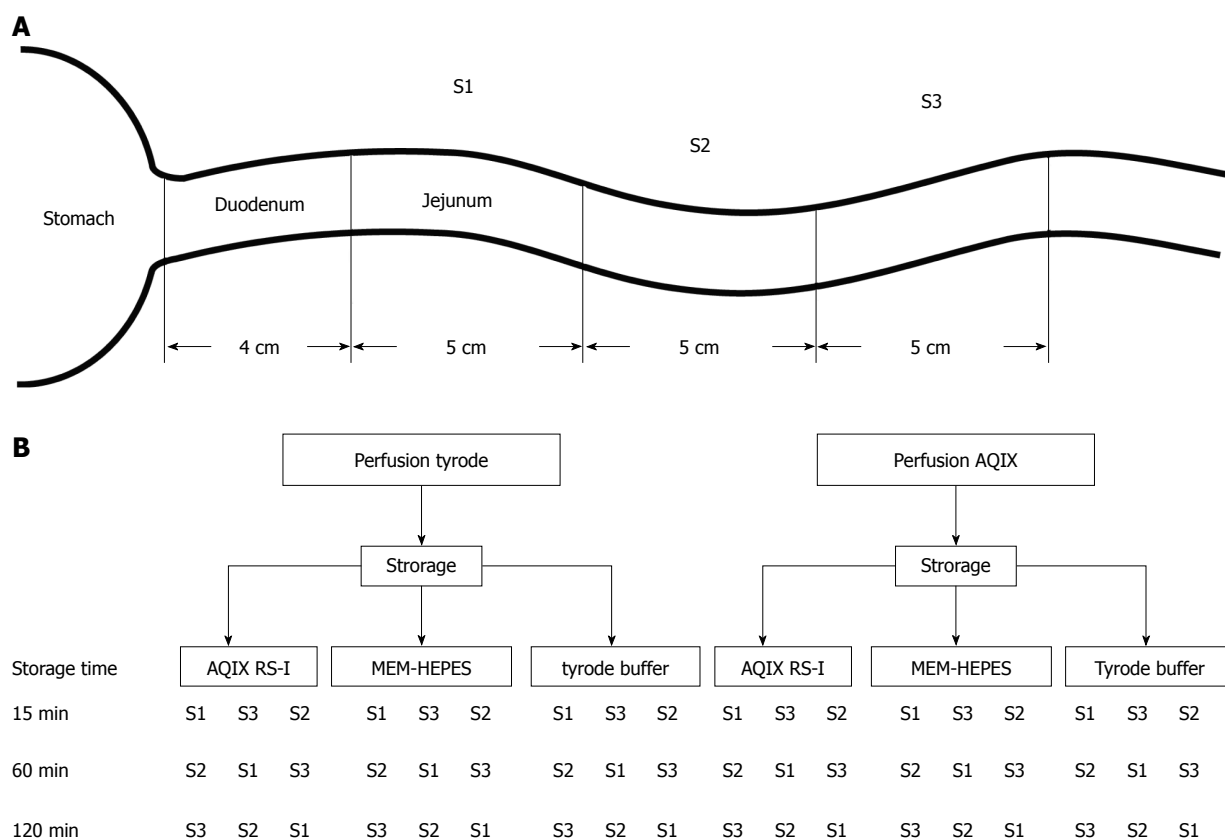 A
S1
S3
S2
Stomach
Duodenum
Jejunum
4 cm
5 cm
5 cm
5 cm
B
Perfusion tyrode
Perfusion AQIX
Strorage
Strorage
Storage time
AQIX RS-I
MEM-HEPES
tyrode buffer
AQIX RS-I
MEM-HEPES
Tyrode buffer
15 min S1 S3 S2 S1 S3 S2 S1 S3 S2 S1 S3 S2 S1 S3 S2 S1 S3 S2
60 min S2 S1 S3 S2 S1 S3 S2 S1 S3 S2 S1 S3 S2 S1 S3 S2 S1 S3
120 min S3 S2 S1 S3 S2 S1 S3 S2 S1 S3 S2 S1 S3 S2 S1 S3 S2 S1